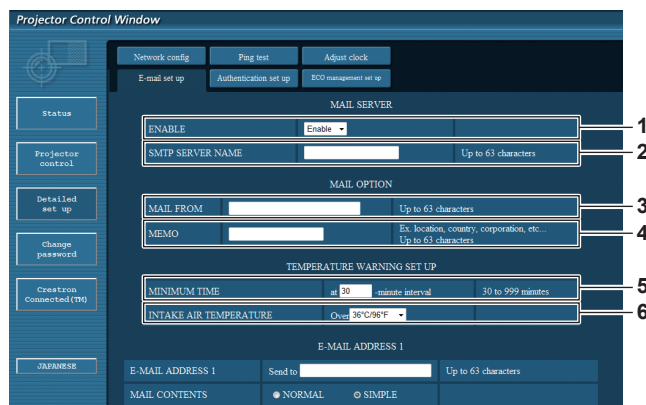 Projector Control Window
Network config Ping test Adjust clock
E-mail set up Authentication set up ECO management set up
Status
Projector
control
Detailed
set up
Change
password
Crestron
Connected(TM)
JAPANESE
MAIL SERVER
ENABLE Enable 1
SMTP SERVER NAME Up to 63 characters 2
MAIL OPTION
MAIL FROM Up to 63 characters 3
MEMO Ex. location, country, corporation, etc...
Up to 63 characters 4
TEMPERATURE WARNING SET UP
MINIMUM TIME at 30 -minute interval 30 to 999 minutes 5
INTAKE AIR TEMPERATURE Over 36°C/96°F 6
E-MAIL ADDRESS 1
E-MAIL ADDRESS 1 Send to Up to 63 characters
MAIL CONTENTS NORMAL SIMPLE